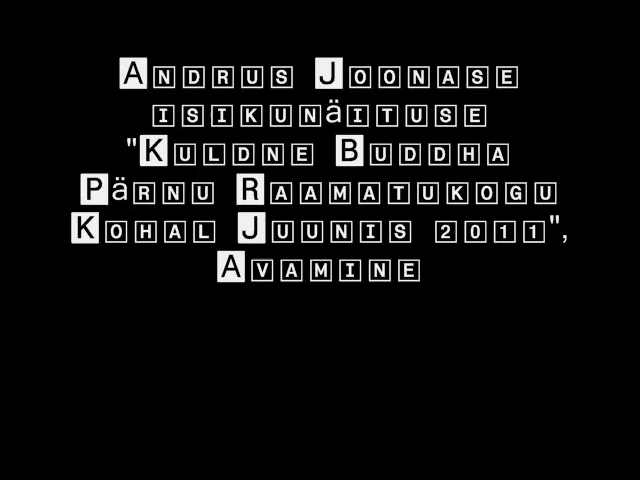 Andrus Joonase
isikunäituse
"Kuldne Buddha
Pärnu Raamatukogu
Kohal Juunis 2011",
Avamine